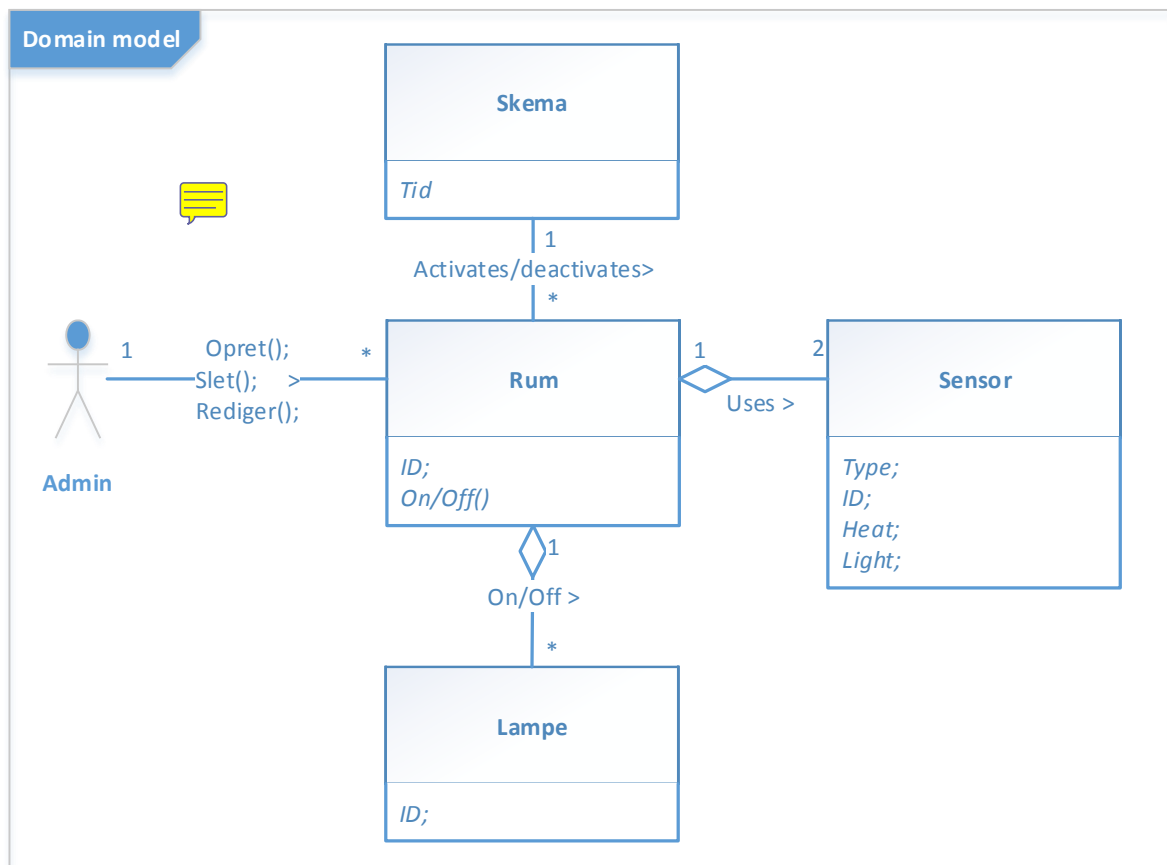 Domain model
Skema
Tid
1
Activates/deactivates>
*
1
Opret();
*
Slet(); >
Rediger();
Admin
Rum
ID;
On/Off()
1
2
Uses >
Sensor
Type;
ID;
Heat;
Light;
1
On/Off >
*
Lampe
ID;